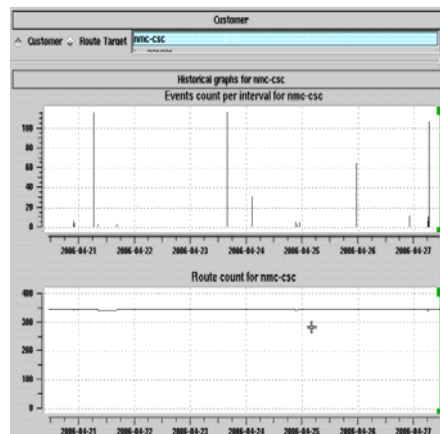 Customer
Customer Route Target nmc-csc
Historical graphs for nmc-csc
Events count per interval for nmc-csc
100
80
60
40
20
0
2006-04-21 2006-04-22 2006-04-23 2006-04-24 2006-04-25 2006-04-26 2006-04-27
Route count for nmc-csc
400
300
200
100
0
2006-04-21 2006-04-22 2006-04-23 2006-04-24 2006-04-25 2006-04-26 2006-04-27